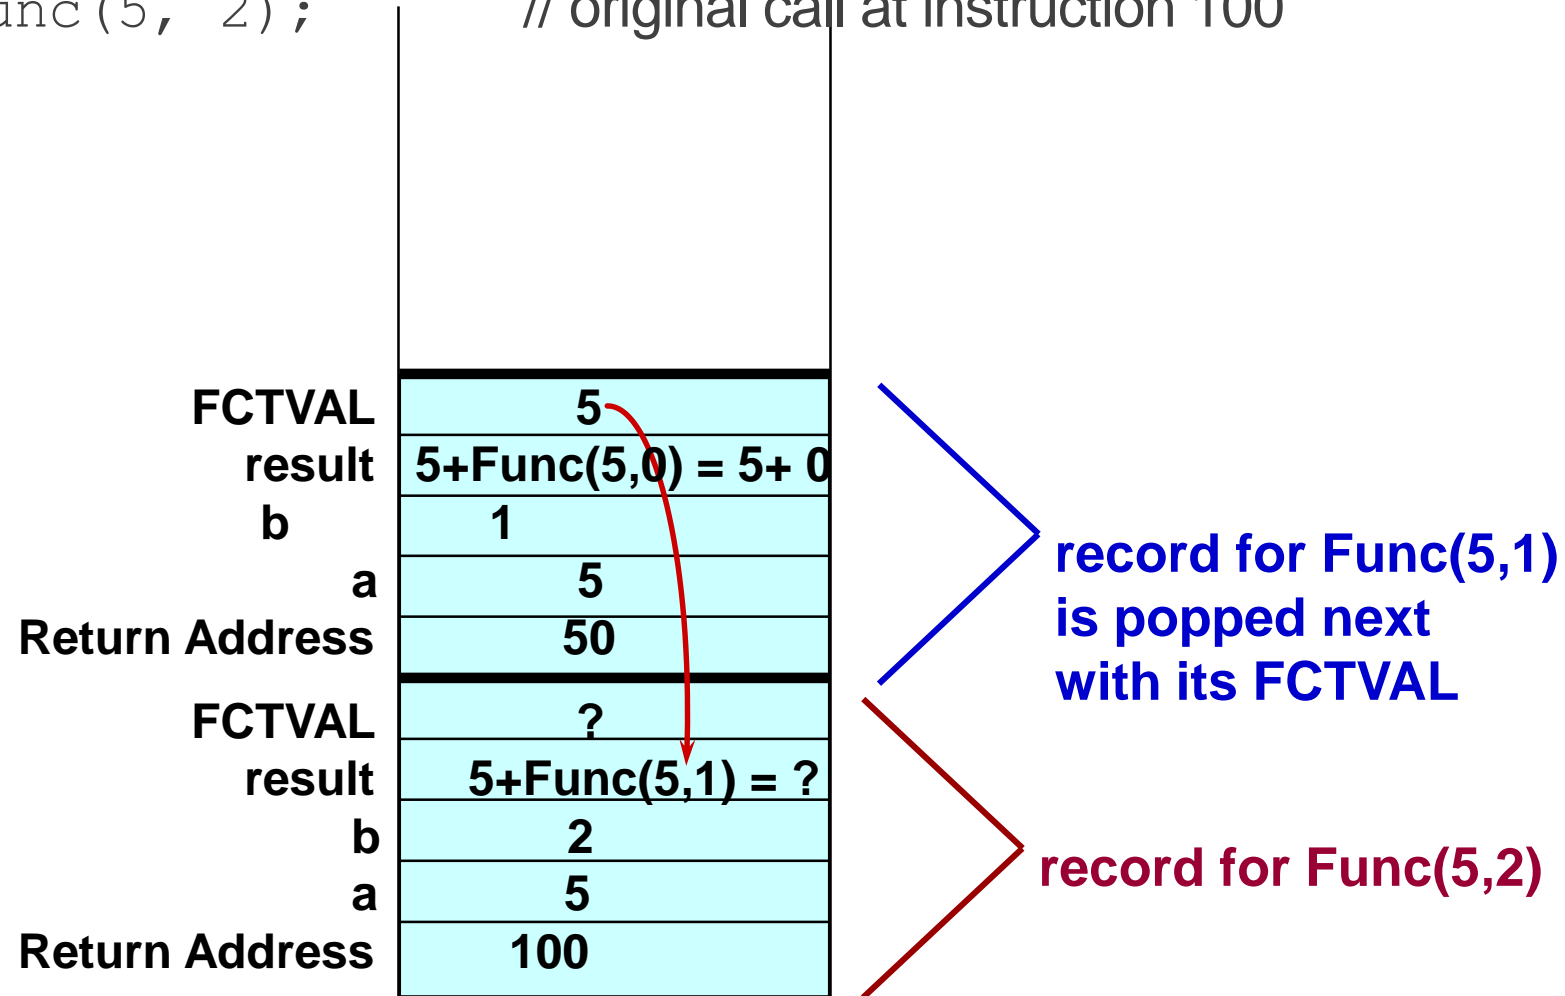 (5, 2); // original call at instruction 100
FCTVAL 5
result 5+Func(5,0) = 5+ 0
b 1
a 5
Return Address 50
record for Func(5,1)
is popped next
with its FCTVAL
FCTVAL ?
result 5+Func(5,1) = ?
b 2
a 5
Return Address 100
record for Func(5,2)